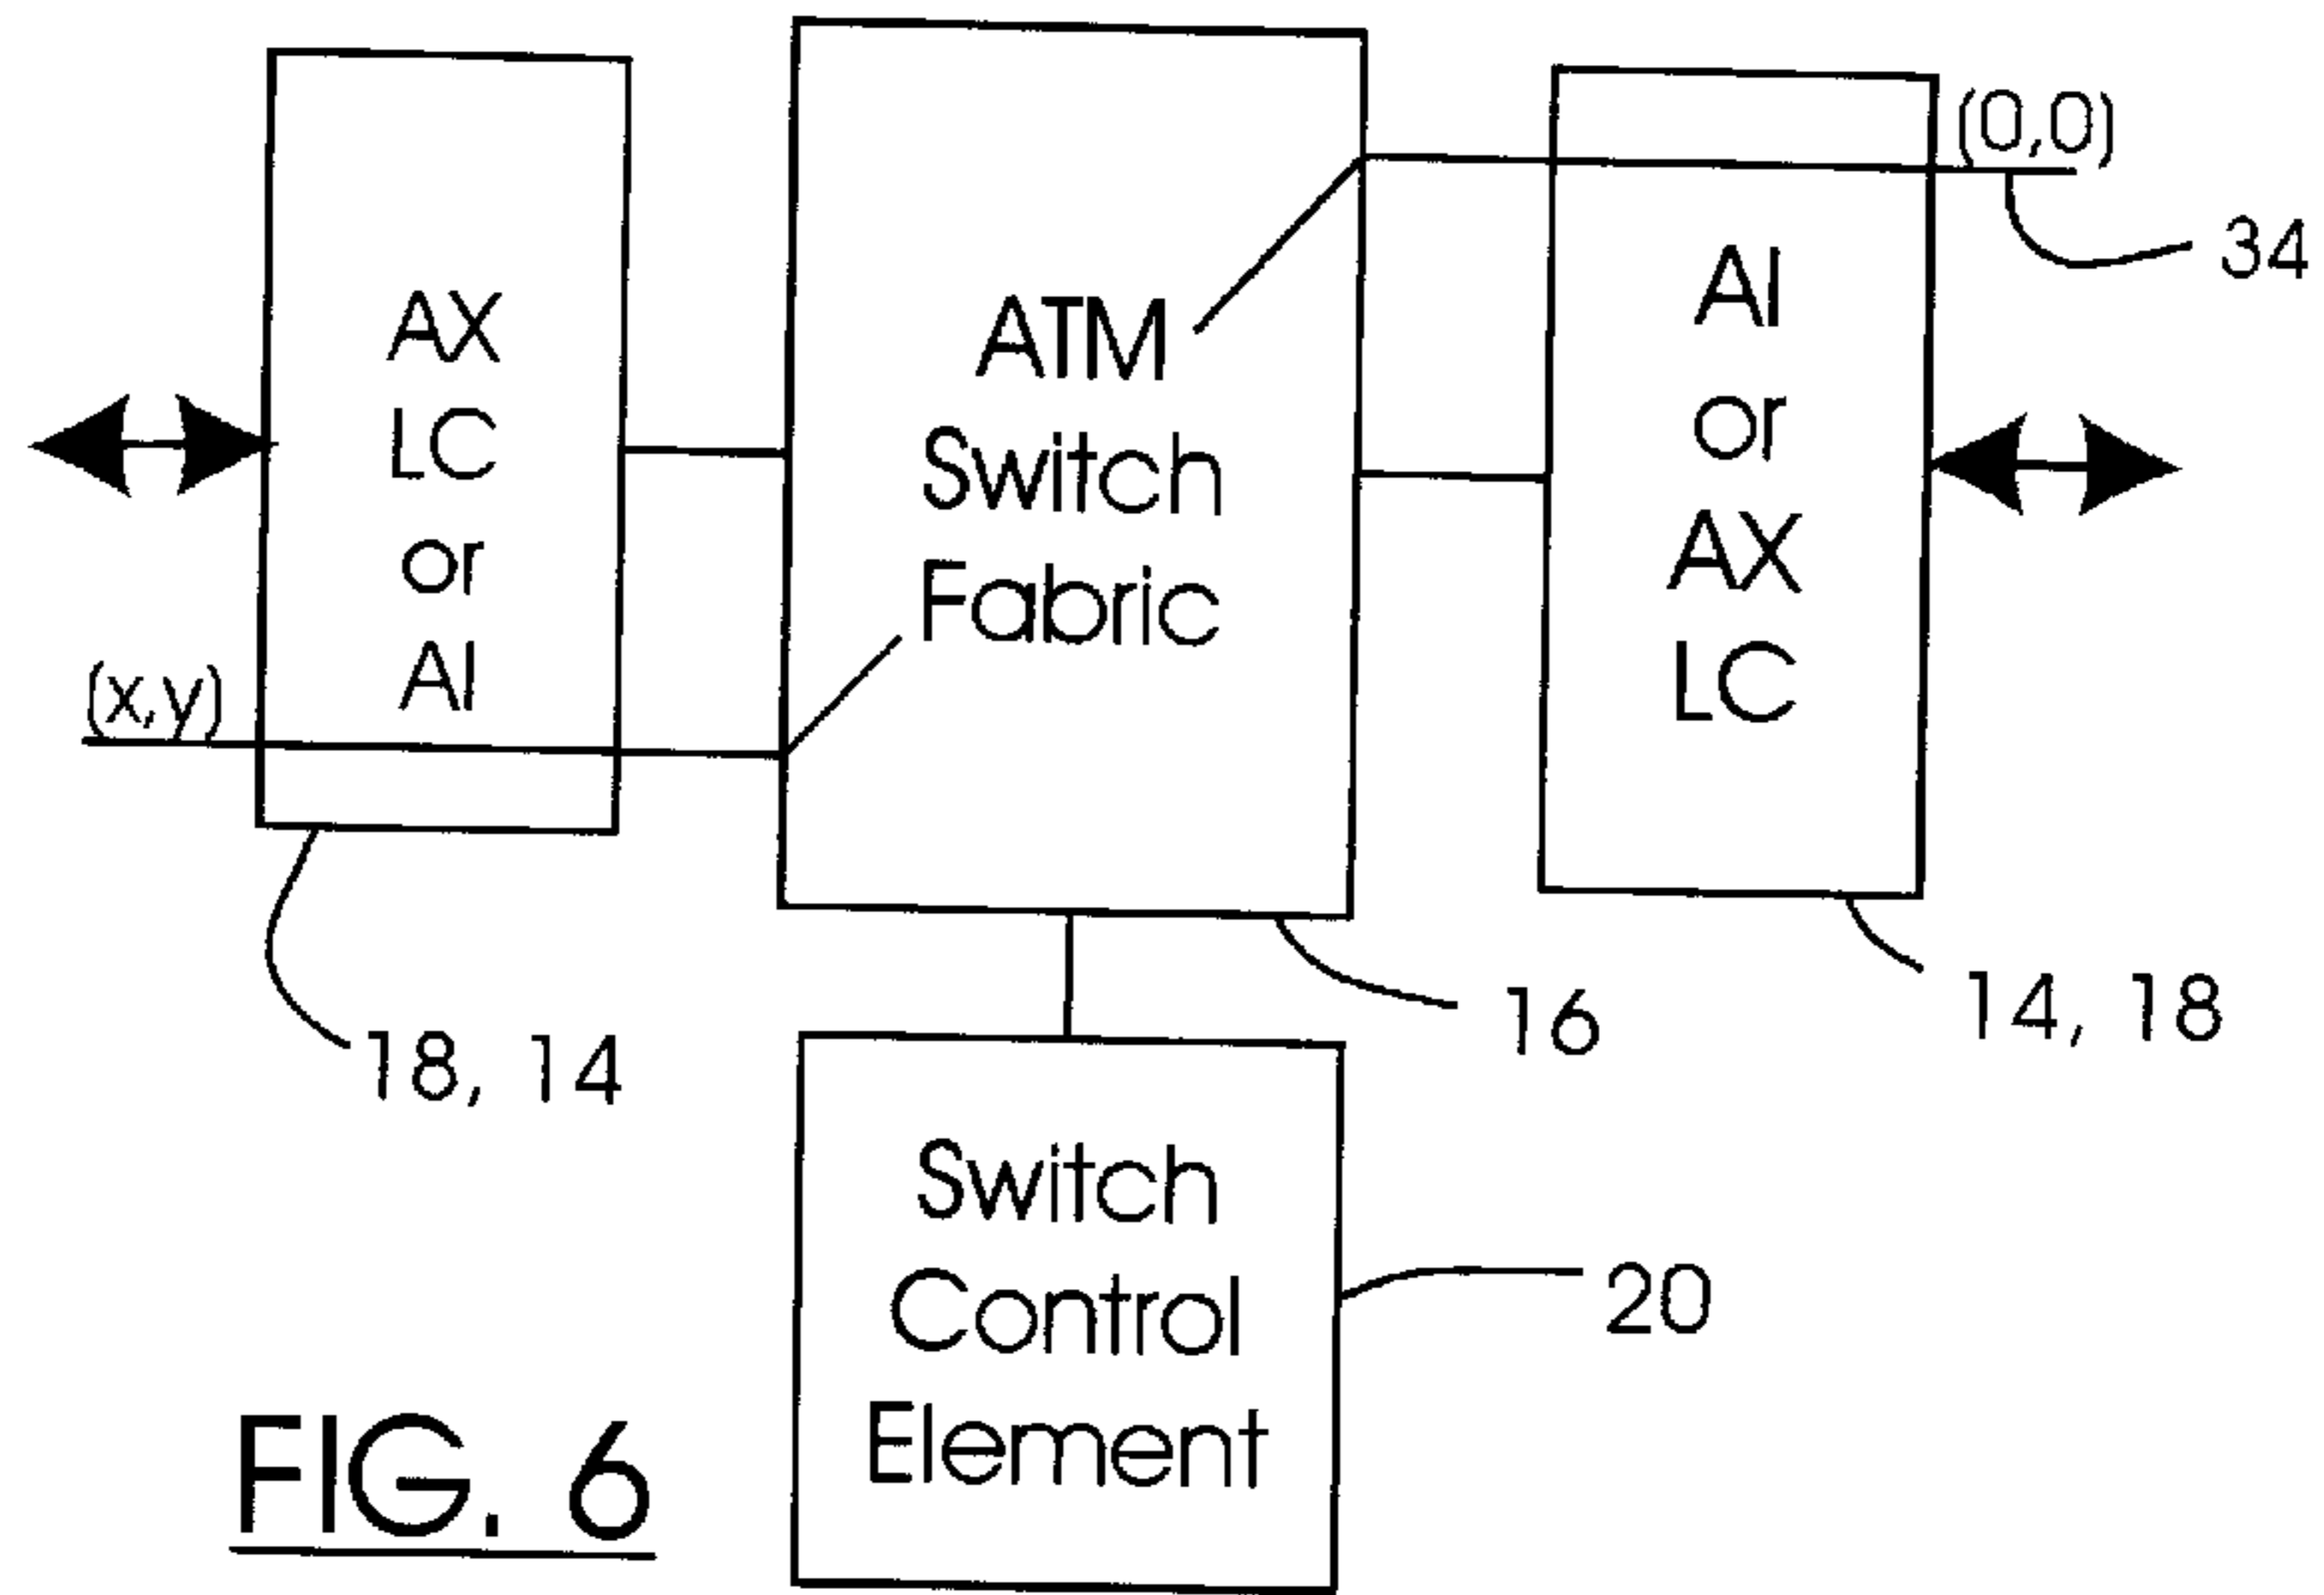 (0,0)
34
AX
LC
or
AI
(x,y)
ATM
Switch
Fabric
AI
or
AX
LC
18, 14
16
14, 18
Switch
Control
Element
20
FIG. 6